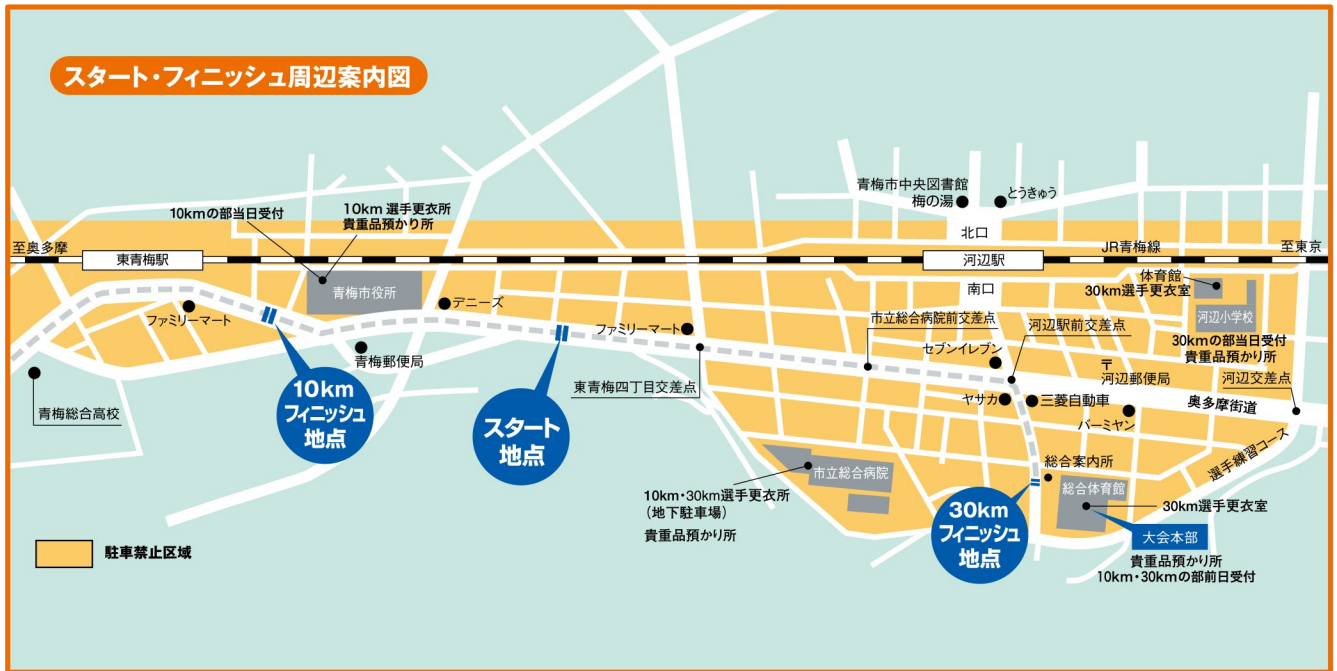 スタート・フィニッシュ周辺案内図
青梅市中央図書館
梅の湯
とうきゅう
10kmの部当日受付
10km 選手更衣所
貴重品預かり所
北口
至奥多摩
JR青梅線
至東京
東青梅駅
河辺駅
体育館
30km選手更衣室
南口
青梅市役所
デニーズ
河辺小学校
ファミリーマート
ファミリーマート
市立総合病院前交差点
河辺駅前交差点
30kmの部当日受付
貴重品預かり所
セブンイレブン
青梅郵便局
〒
河辺郵便局
河辺交差点
10km
フィニッシュ
地点
スタート
地点
東青梅四丁目交差点
青梅総合高校
ヤサカ
三菱自動車
奥多摩街道
バーミヤン
選手練習コース
総合案内所
市立総合病院
総合体育館
10km・30km選手更衣所
(地下駐車場)
貴重品預かり所
30km
フィニッシュ
地点
30km選手更衣室
大会本部
貴重品預かり所
10km・30kmの部前日受付
駐車禁止区域